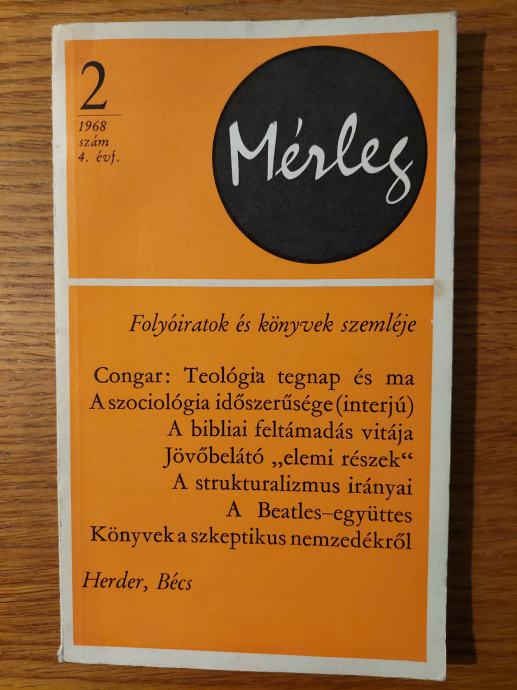 2
1968
szám
4. évf.
Mérleg
Folyóiratok és könyvek szemléje
Congar: Teológia tegnap és ma
A szociológia időszerűsége (interjú)
A bibliai feltámadás vitája
Jövőbelátó „elemi részek“
A strukturalizmus irányai
A Beatles–együttes
Könyvek a szkeptikus nemzedékről
Herder, Bécs